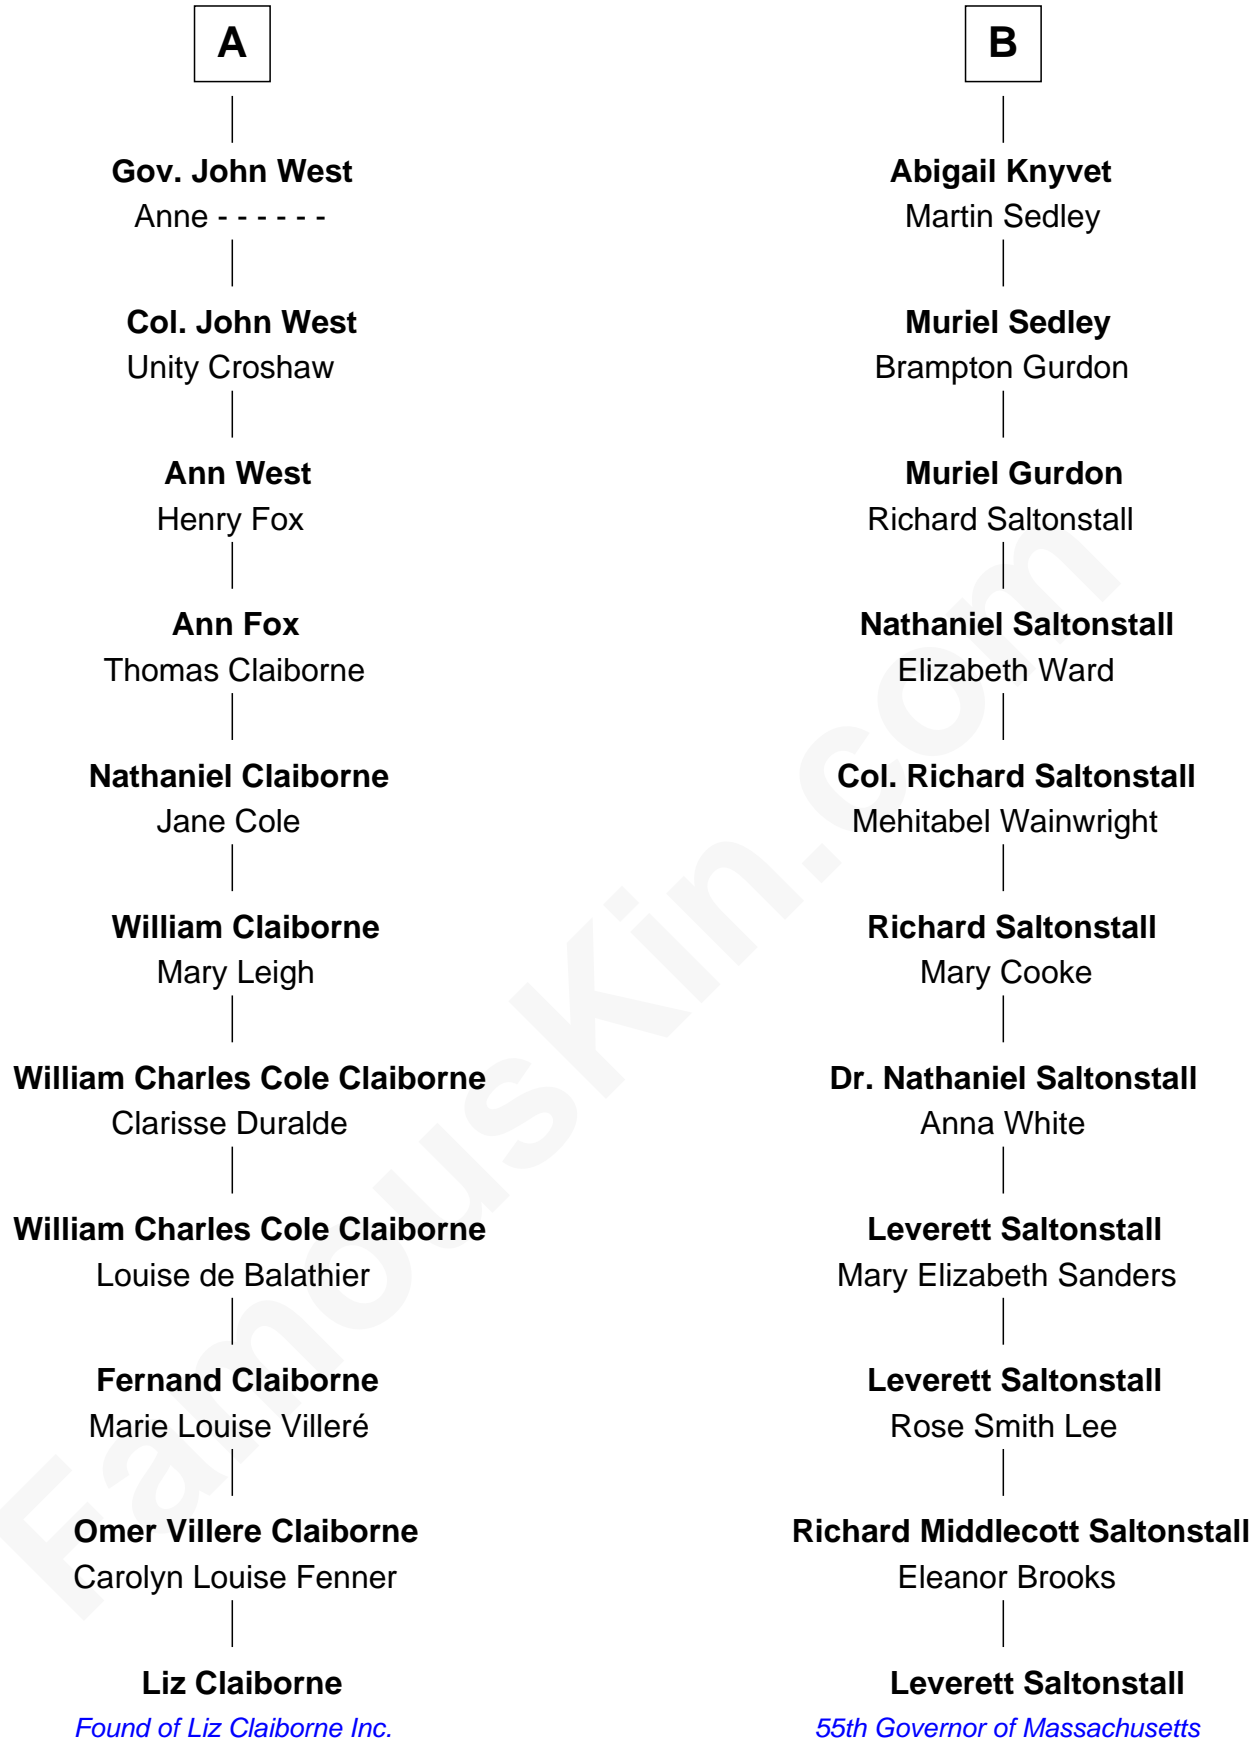 A
Gov. John West
Anne - - - - - -
Col. John West
Unity Croshaw
Ann West
Henry Fox
Ann Fox
Thomas Claiborne
Nathaniel Claiborne
Jane Cole
William Claiborne
Mary Leigh
William Charles Cole Claiborne
Clarisse Duralde
William Charles Cole Claiborne
Louise de Balathier
Fernand Claiborne
Marie Louise Villeré
Omer Villere Claiborne
Carolyn Louise Fenner
Liz Claiborne
Found of Liz Claiborne Inc.
B
Abigail Knyvet
Martin Sedley
Muriel Sedley
Brampton Gurdon
Muriel Gurdon
Richard Saltonstall
Nathaniel Saltonstall
Elizabeth Ward
Col. Richard Saltonstall
Mehitabel Wainwright
Richard Saltonstall
Mary Cooke
Dr. Nathaniel Saltonstall
Anna White
Leverett Saltonstall
Mary Elizabeth Sanders
Leverett Saltonstall
Rose Smith Lee
Richard Middlecott Saltonstall
Eleanor Brooks
Leverett Saltonstall
55th Governor of Massachusetts
FamousKin.com